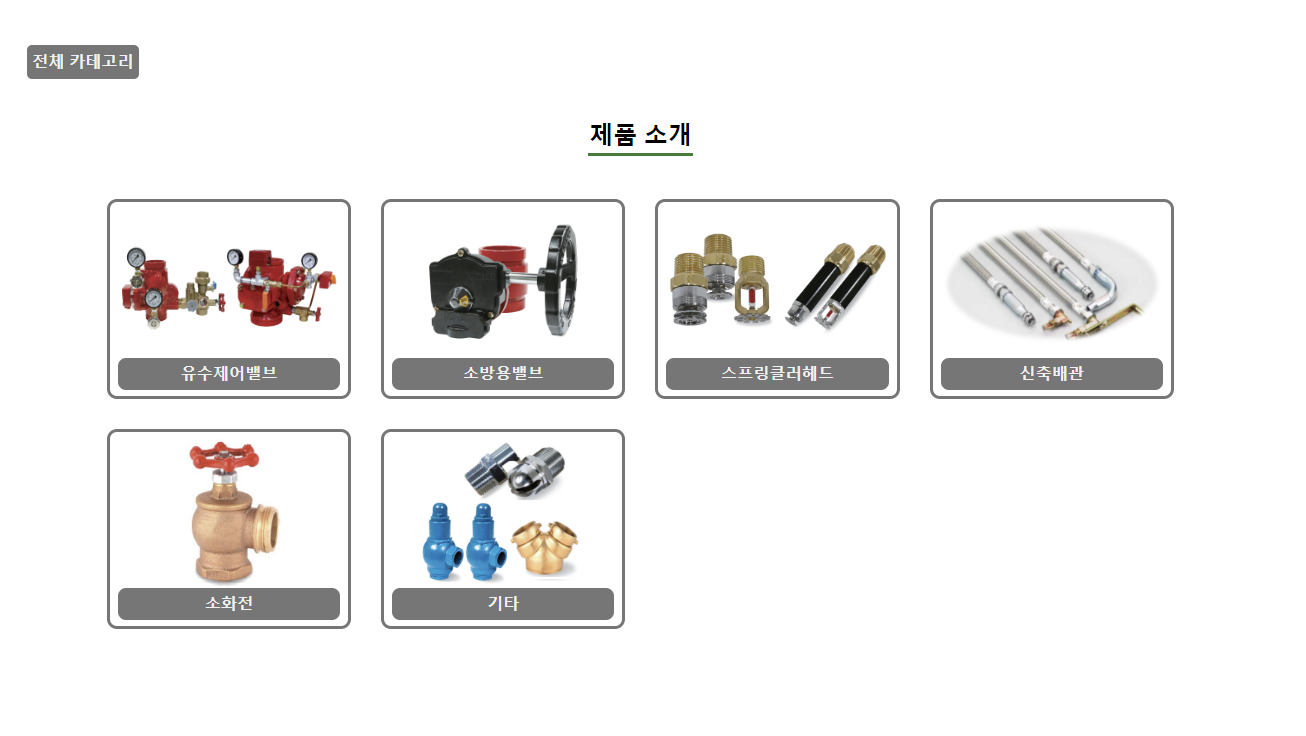 전체 카테고리
제품 소개
유수제어밸브
소방용밸브
스프링클러헤드
신축배관
소화전
기타